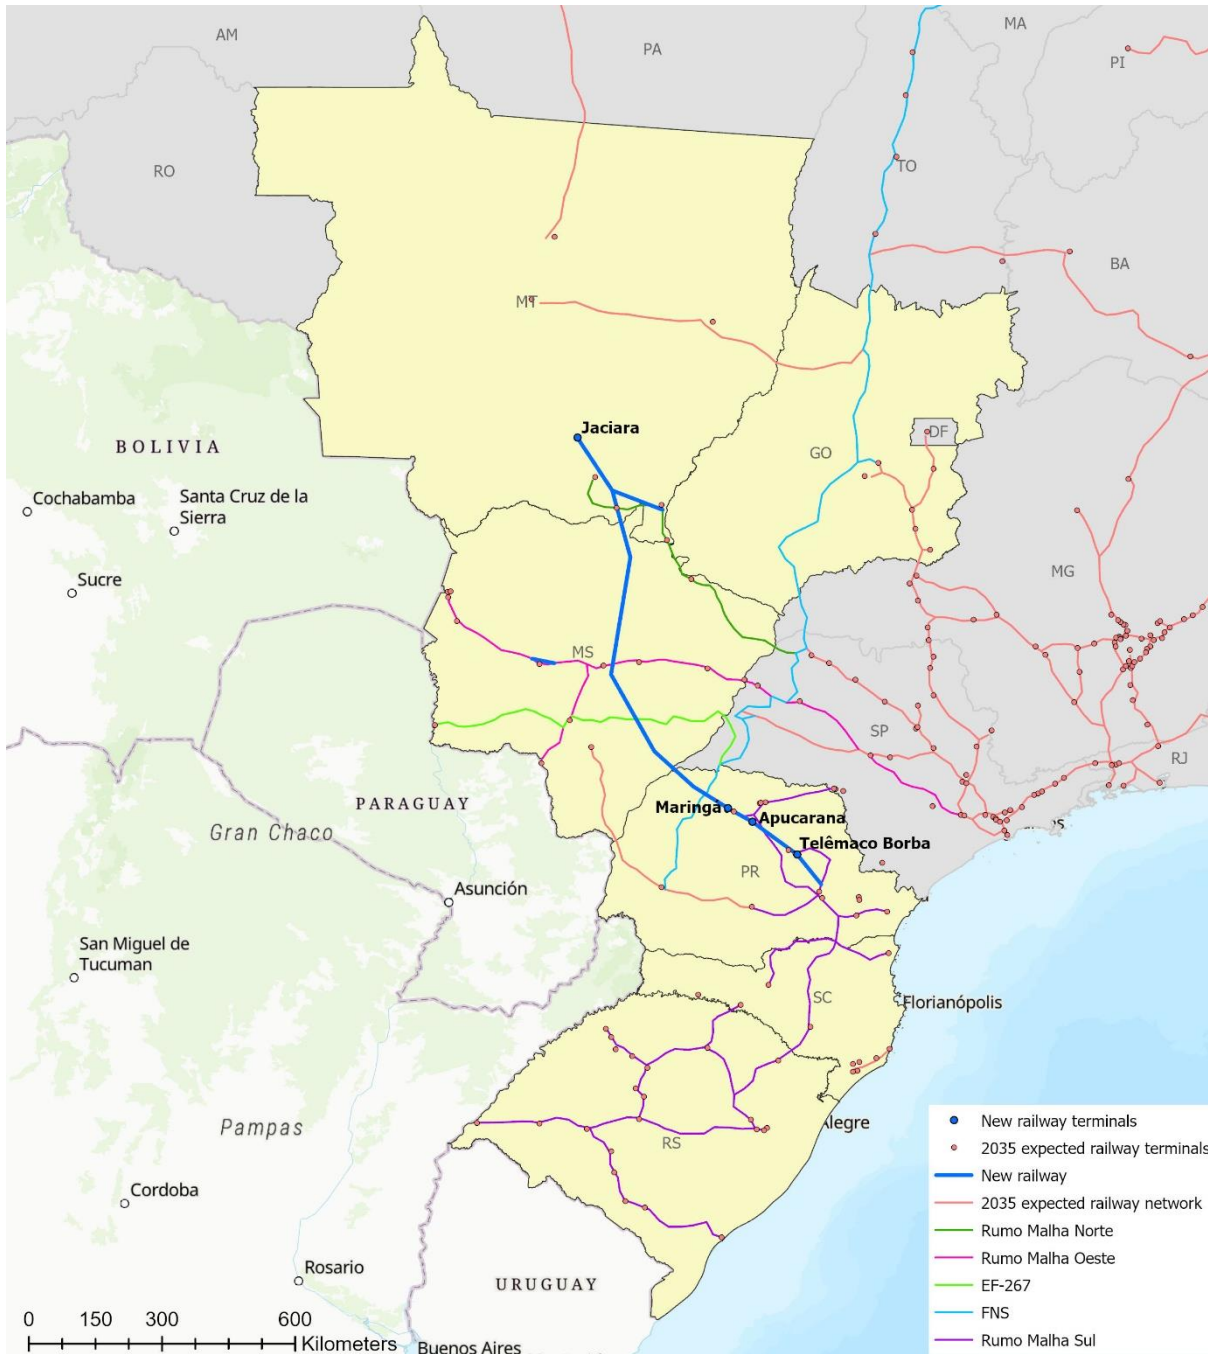 AM
PA
MA
PI
RO
TO
BA
MT
Jaciara
DF
GO
BOLIVIA
Cochabamba
Santa Cruz de la
Sierra
Sucre
MG
MS
SP
RJ
PARAGUAY
Maringá
Apucarana
Gran Chaco
Telêmaco Borba
PR
Asunción
San Miguel de
Tucuman
SC
Florianópolis
Pampas
RS
Alegre
Cordoba
Rosario
URUGUAY
Buenos Aires
0 150 300 600
Kilometers
New railway terminals
2035 expected railway terminals
New railway
2035 expected railway network
Rumo Malha Norte
Rumo Malha Oeste
EF-267
FNS
Rumo Malha Sul